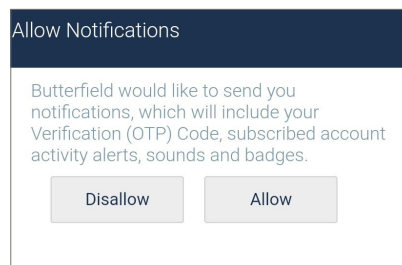 Allow Notifications
Butterfield would like to send you
notifications, which will include your
Verification (OTP) Code, subscribed account
activity alerts, sounds and badges.
Disallow Allow